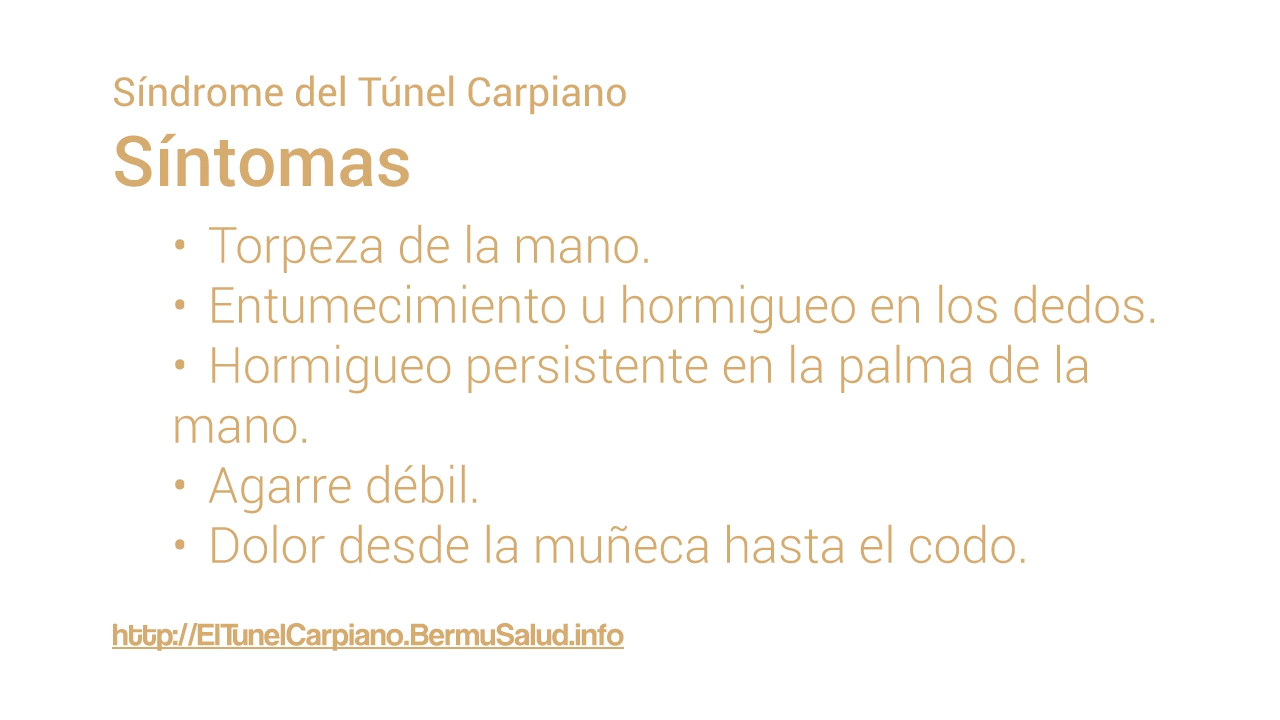 Síndrome del Túnel Carpiano
Síntomas
• Torpeza de la mano.
• Entumecimiento u hormigueo en los dedos.
• Hormigueo persistente en la palma de la
mano.
• Agarre débil.
• Dolor desde la muñeca hasta el codo.
http://ElTunelCarpiano.BermuSalud.info